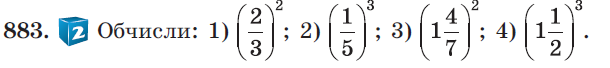 883. 2 Обчисли: 1) (2/3)²; 2) (1/5)³; 3) (1 4/7)²; 4) (1 1/2)³.